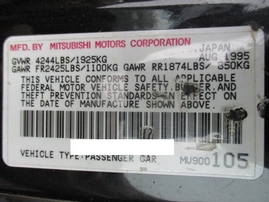 MFD. BY MITSUBISHI MOTORS CORPORATION
JAPAN
GVWR 4244LBS/1925KG AUG 1995
GAWR FR2425LBS/1100KG GAWR RR1874LBS/ 850KG
THIS VEHICLE CONFORMS TO ALL APPLICABLE
FEDERAL MOTOR VEHICLE SAFETY, BUMPER, AND
THEFT PREVENTION STANDARDS IN EFFECT ON
THE DATE OF MANUFACTURE SHOWN ABOVE.
VEHICLE TYPE:PASSENGER CAR MU900105